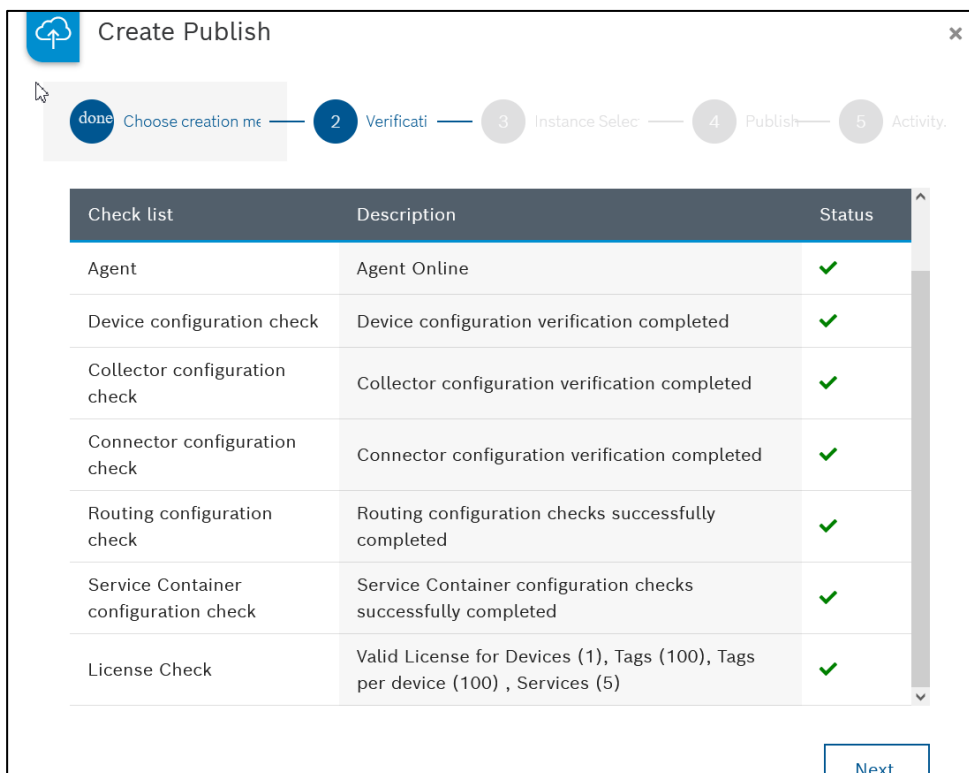 Create Publish
×
done Choose creation me 2 Verificati 3 Instance Selec 4 Publish 5 Activity.
Check list Description Status
Agent Agent Online
Device configuration check Device configuration verification completed
Collector configuration
check
Collector configuration verification completed
Connector configuration
check
Connector configuration verification completed
Routing configuration
check
Routing configuration checks successfully
completed
Service Container
configuration check
Service Container configuration checks
successfully completed
License Check
Valid License for Devices (1), Tags (100), Tags
per device (100) , Services (5)
Next